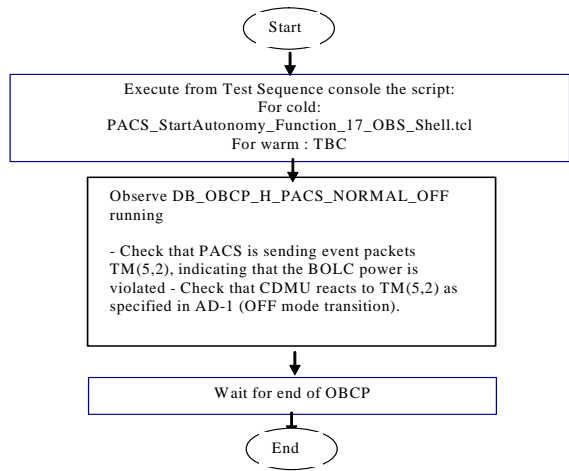 Start
Execute from Test Sequence console the script:
For cold:
PACS_StartAutonomy_Function_17_OBS_Shell.tcl
For warm : TBC
Observe DB_OBCP_H_PACS_NORMAL_OFF
running
- Check that PACS is sending event packets
TM(5,2), indicating that the BOLC power is
violated - Check that CDMU reacts to TM(5,2) as
specified in AD-1 (OFF mode transition).
Wait for end of OBCP
End